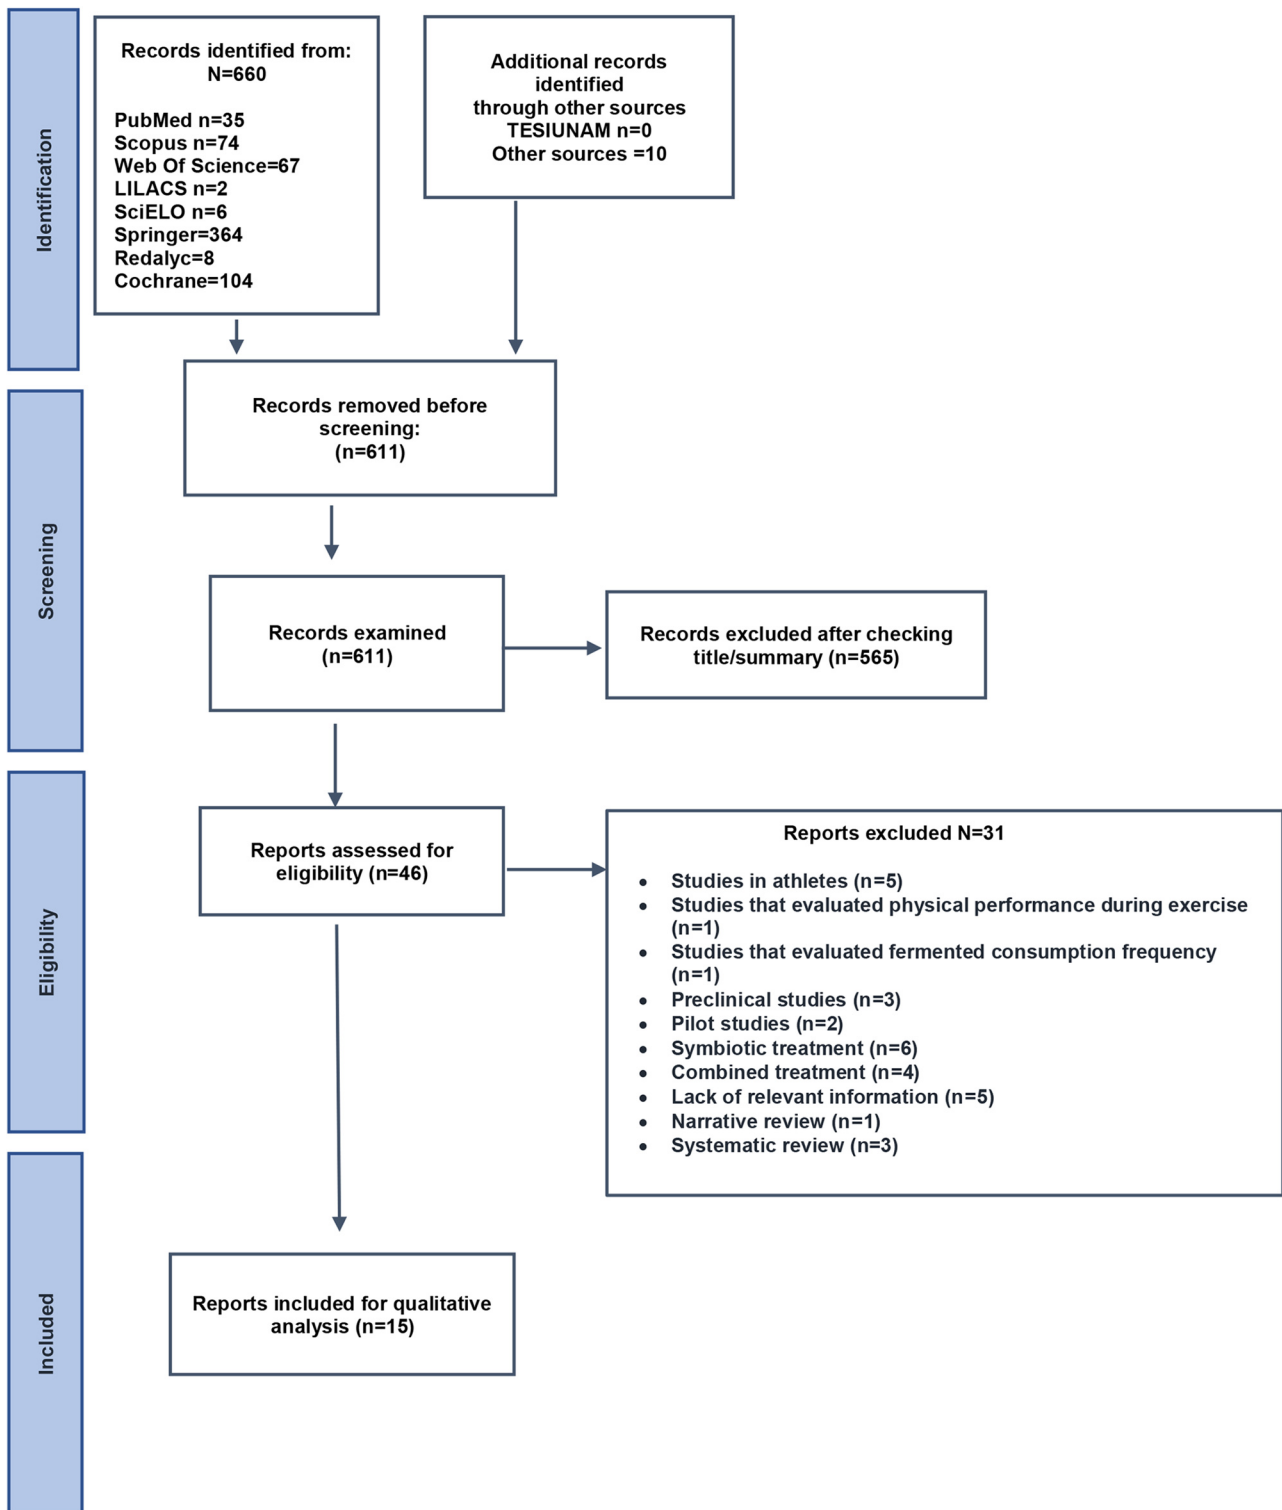 Identification
Records identified from:
N=660
PubMed n=35
Scopus n=74
Web Of Science=67
LILACS n=2
SciELO n=6
Springer=364
Redalyc=8
Cochrane=104
Additional records
identified
through other sources
TESIUNAM n=0
Other sources =10
Screening
Records removed before
screening:
(n=611)
Records examined
(n=611)
Records excluded after checking
title/summary (n=565)
Eligibility
Reports assessed for
eligibility (n=46)
Reports excluded N=31
• Studies in athletes (n=5)
• Studies that evaluated physical performance during exercise
(n=1)
• Studies that evaluated fermented consumption frequency
(n=1)
• Preclinical studies (n=3)
• Pilot studies (n=2)
• Symbiotic treatment (n=6)
• Combined treatment (n=4)
• Lack of relevant information (n=5)
• Narrative review (n=1)
• Systematic review (n=3)
Included
Reports included for qualitative
analysis (n=15)